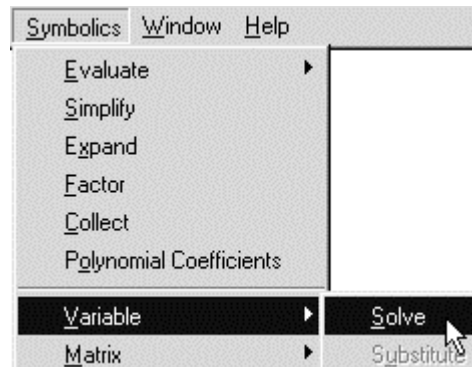 Symbolics Window Help
Evaluate
Simplify
Expand
Factor
Collect
Polynomial Coefficients
Variable Solve
Matrix Substitute